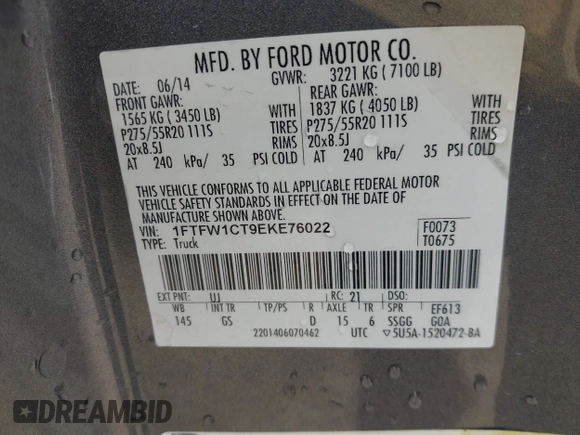 MFD. BY FORD MOTOR CO.
DATE: 06/14 GVWR: 3221 KG ( 7100 LB)
FRONT GAWR: REAR GAWR:
1565 KG ( 3450 LB) WITH 1837 KG ( 4050 LB) WITH
P275/55R20 111S TIRES P275/55R20 111S TIRES
20x8.5J RIMS 20x8.5J RIMS
AT 240 kPa/ 35 PSI COLD AT 240 kPa/ 35 PSI COLD
THIS VEHICLE CONFORMS TO ALL APPLICABLE FEDERAL MOTOR
VEHICLE SAFETY STANDARDS IN EFFECT ON THE DATE OF
MANUFACTURE SHOWN ABOVE.
VIN: 1FTFW1CT9EKE76022 F0073
TYPE: Truck T0675
EXT PNT: UJ RC: 21 DSO:
WB INT TR TP/PS R AXLE TR SPR EF613
145 GS D 15 6 SSGG GOA
2201406070462 UTC ▽5U5A-1520472-BA
DREAMBID